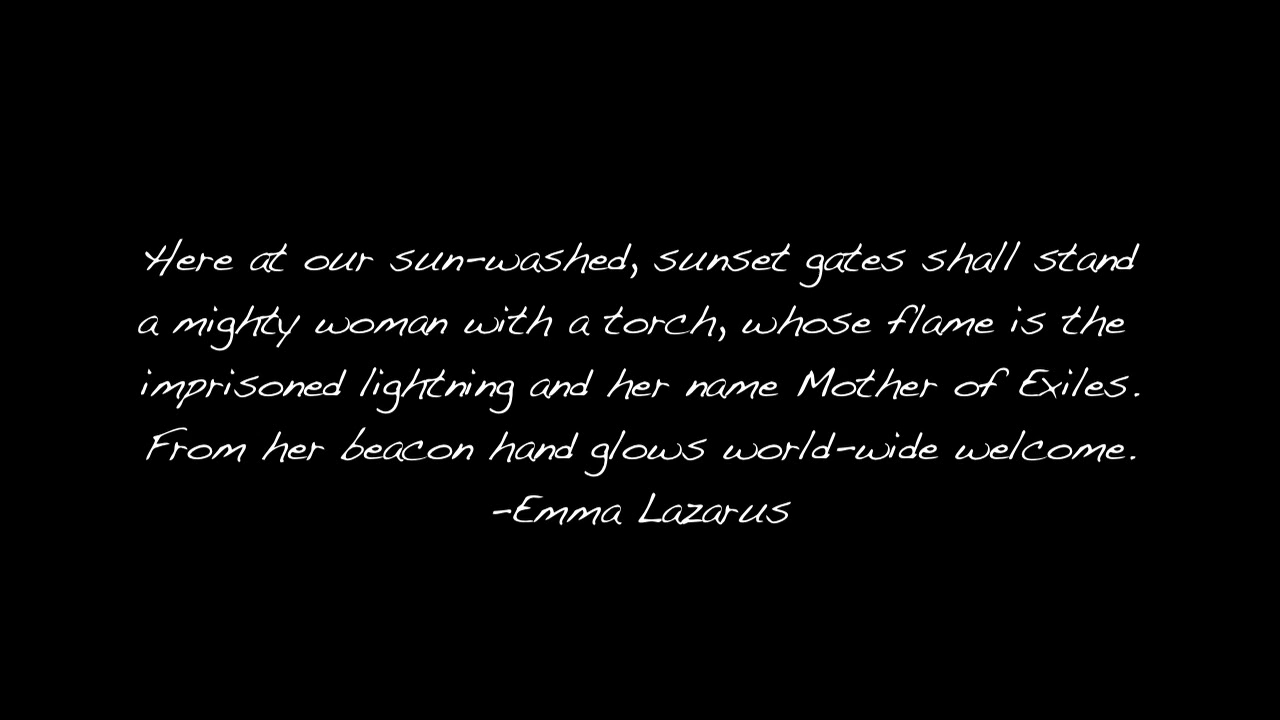 Here at our sun-washed, sunset gates shall stand
a mighty woman with a torch, whose flame is the
imprisoned lightning and her name Mother of Exiles.
From her beacon hand glows world-wide welcome.
-Emma Lazarus